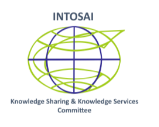 INTOSAI
Knowledge Sharing & Knowledge Services
Committee